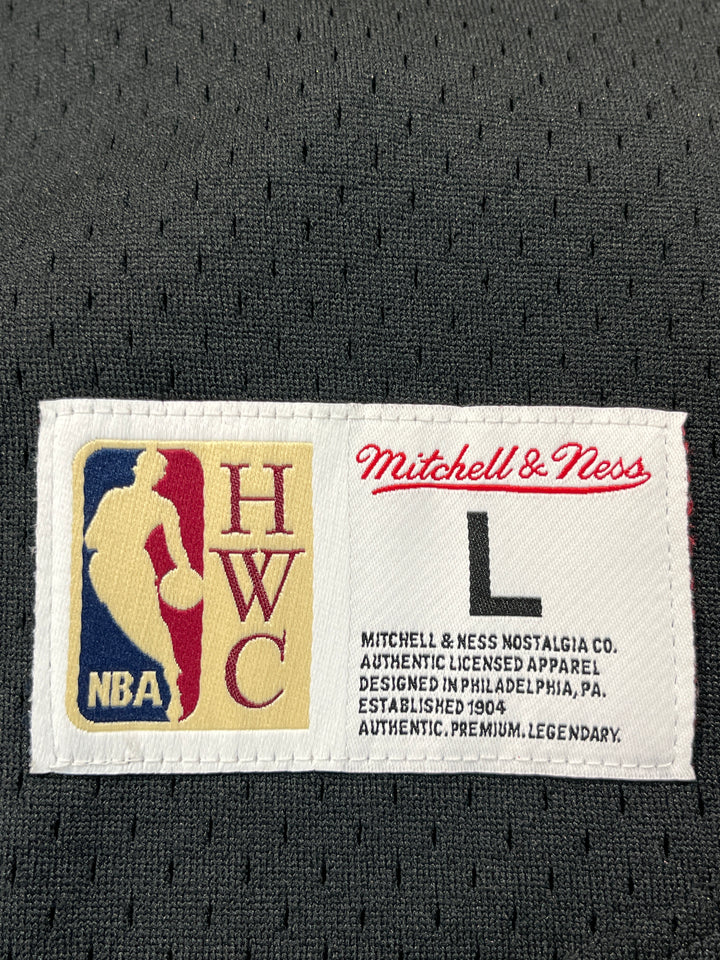 NBA
H
W
C
Mitchell & Ness
L
MITCHELL & NESS NOSTALGIA CO.
AUTHENTIC LICENSED APPAREL
DESIGNED IN PHILADELPHIA, PA.
ESTABLISHED 1904
AUTHENTIC. PREMIUM. LEGENDARY.